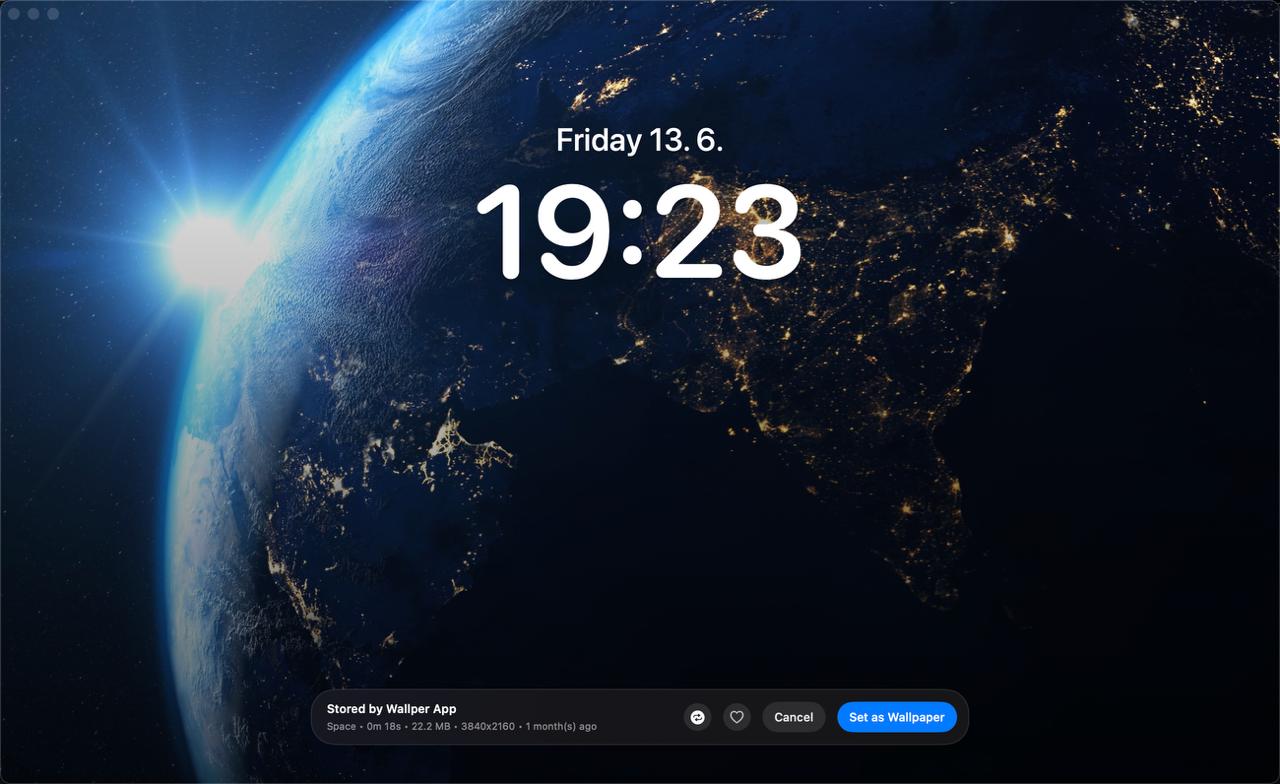 Friday 13. 6.
19:23
Stored by Wallper App
Space • 0m 18s • 22.2 MB • 3840x2160 • 1 month(s) ago
Cancel
Set as Wallpaper